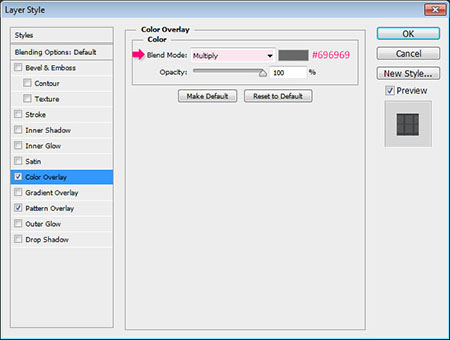 Layer Style
Styles
Blending Options: Default
Bevel & Emboss
Contour
Texture
Stroke
Inner Shadow
Inner Glow
Satin
Color Overlay
Gradient Overlay
Pattern Overlay
Outer Glow
Drop Shadow
Color Overlay
Color
Blend Mode: Multiply #696969
Opacity: 100 %
Make Default Reset to Default
OK
Cancel
New Style...
Preview